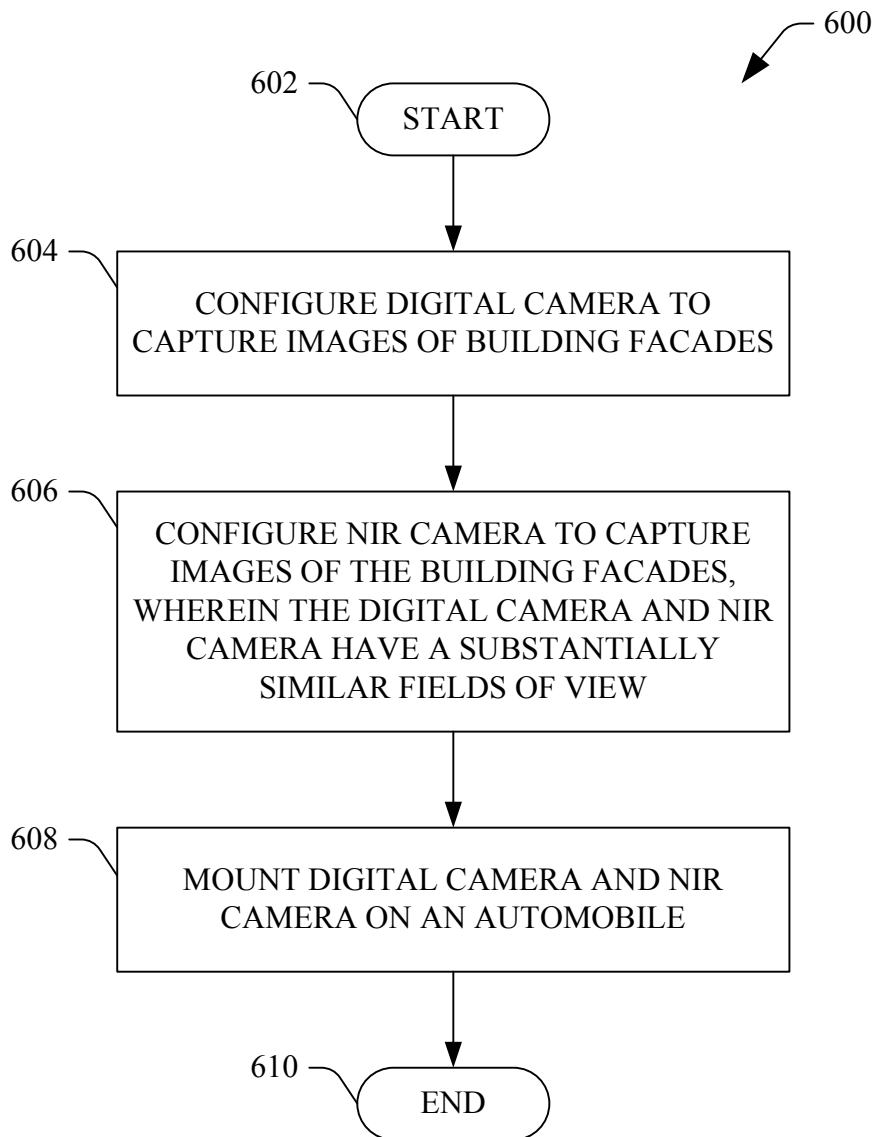 600
602
START
604
CONFIGURE DIGITAL CAMERA TO
CAPTURE IMAGES OF BUILDING FACADES
606
CONFIGURE NIR CAMERA TO CAPTURE
IMAGES OF THE BUILDING FACADES,
WHEREIN THE DIGITAL CAMERA AND NIR
CAMERA HAVE A SUBSTANTIALLY
SIMILAR FIELDS OF VIEW
608
MOUNT DIGITAL CAMERA AND NIR
CAMERA ON AN AUTOMOBILE
610
END